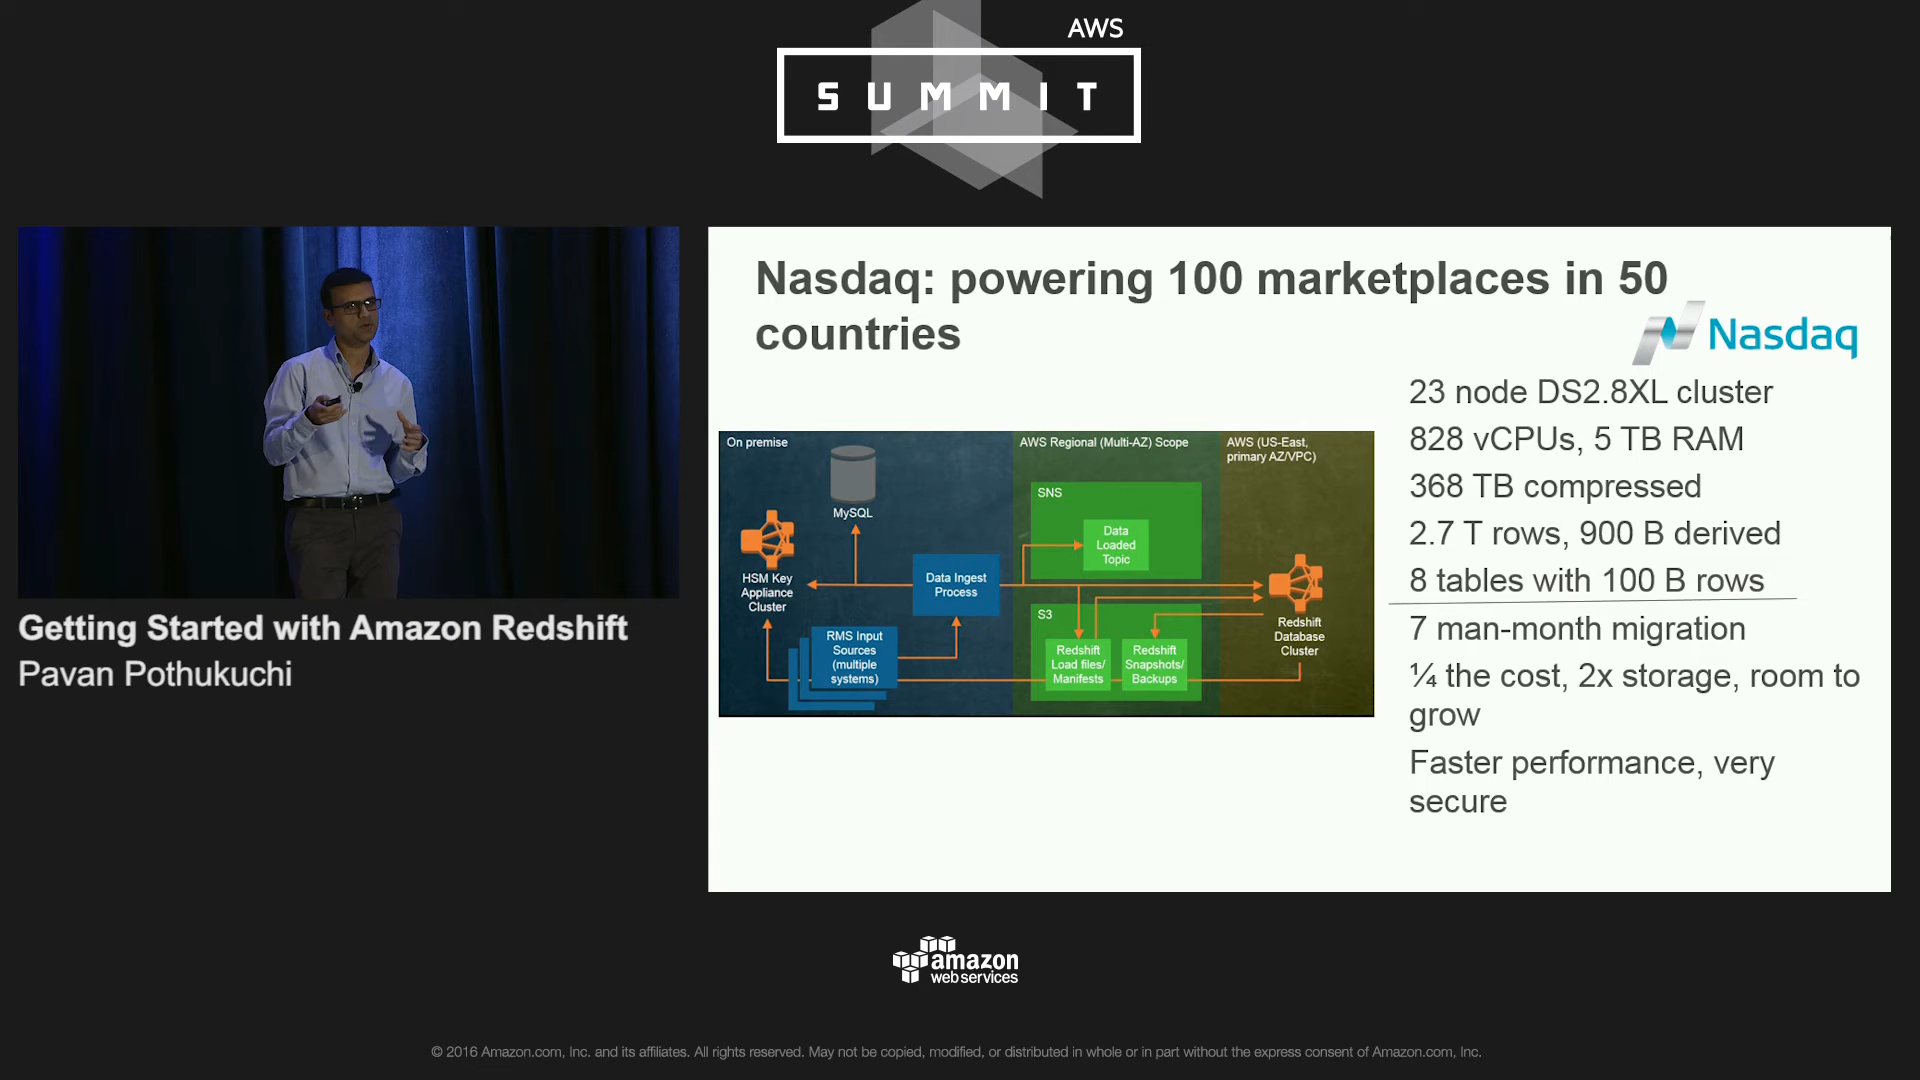 AWS
SUMMIT
Nasdaq: powering 100 marketplaces in 50
countries
Nasdaq
23 node DS2.8XL cluster
828 vCPUs, 5 TB RAM
368 TB compressed
2.7 T rows, 900 B derived
8 tables with 100 B rows
7 man-month migration
¼ the cost, 2x storage, room to
grow
Faster performance, very
secure
On premise
MySQL
HSM Key
Appliance
Cluster
Data Ingest
Process
RMS Input
Sources
(multiple
systems)
AWS Regional (Multi-AZ) Scope
SNS
Data
Loaded
Topic
S3
Redshift
Load files/
Manifests
Redshift
Snapshots/
Backups
AWS (US-East,
primary AZ/VPC)
Redshift
Database
Cluster
Getting Started with Amazon Redshift
Pavan Pothukuchi
amazon
webservices
© 2016 Amazon.com, Inc. and its affiliates. All rights reserved. May not be copied, modified, or distributed in whole or in part without the express consent of Amazon.com, Inc.